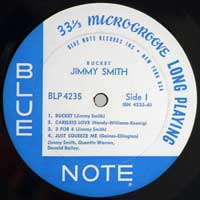 33⅓ MICROGROOVE LONG PLAYING
BLUE NOTE RECORDS INC • NEW YORK USA
BUCKET
JIMMY SMITH
BLP 4235 Side 1
(BN 4235-A)
1. BUCKET (Jimmy Smith)
2. CARELESS LOVE (Handy-Williams-Koenig)
3. 3 FOR 4 (Jimmy Smith)
4. JUST SQUEEZE ME (Gaines-Ellington)
Jimmy Smith, Quentin Warren,
Donald Bailey.
BLUE
NOTE